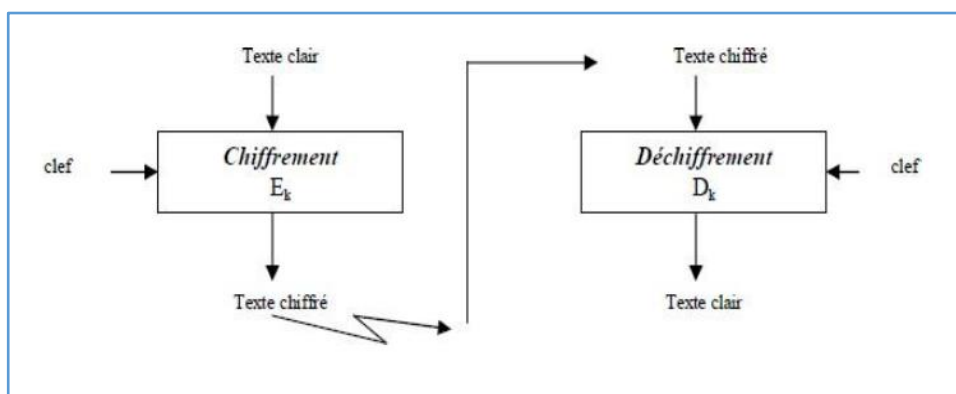 Texte clair
clef
Chiffrement
Ek
Texte chiffré
Texte chiffré
Déchiffrement
Dk
clef
Texte clair